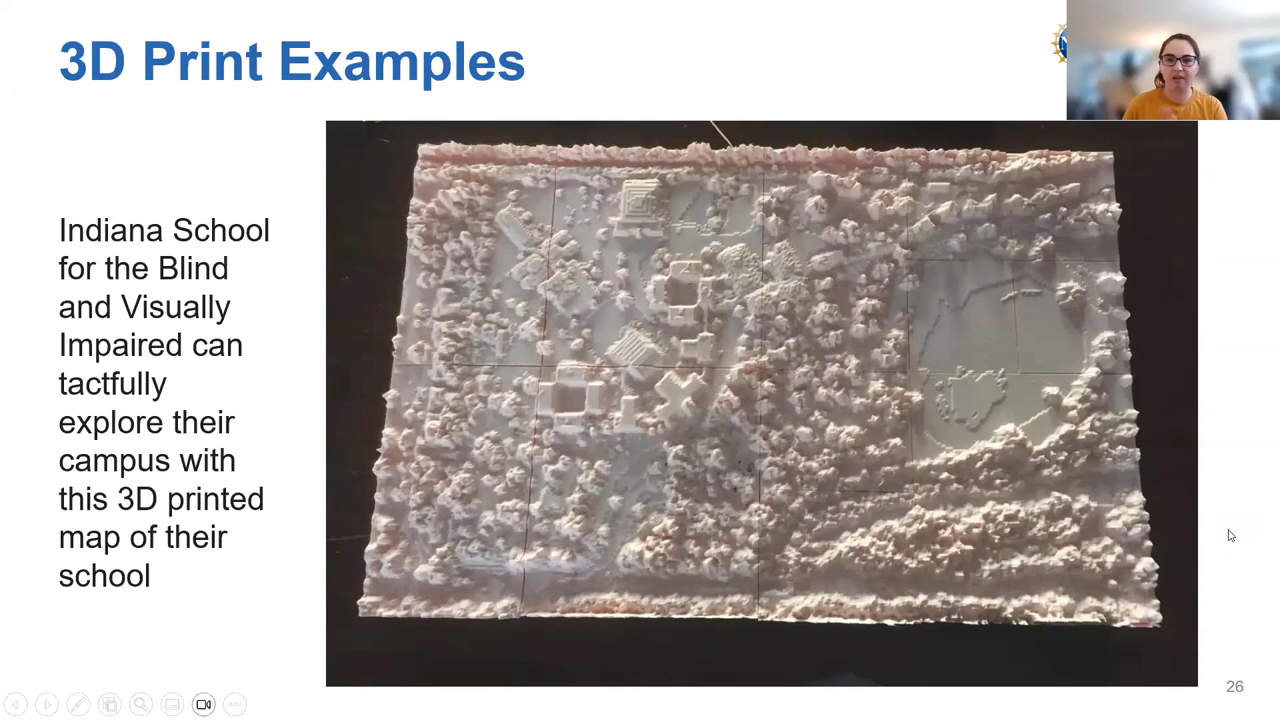 3D Print Examples
Indiana School
for the Blind
and Visually
Impaired can
tactfully
explore their
campus with
this 3D printed
map of their
school
26